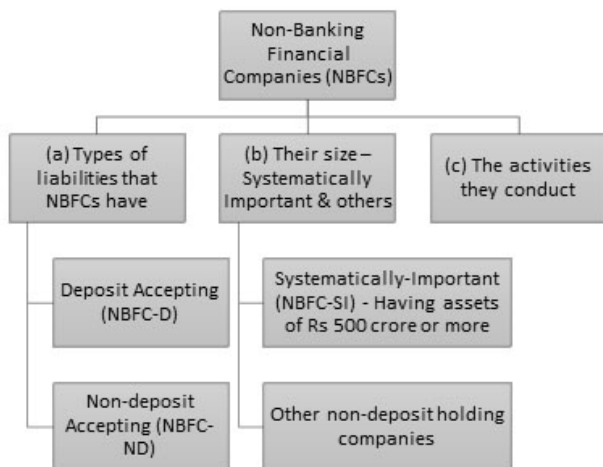 Non-Banking
Financial
Companies (NBFCs)
(a) Types of
liabilities that
NBFCs have
(b) Their size –
Systematically
Important & others
(c) The activities
they conduct
Deposit Accepting
(NBFC-D)
Systematically-Important
(NBFC-SI) - Having assets
of Rs 500 crore or more
Non-deposit
Accepting (NBFC-
ND)
Other non-deposit holding
companies